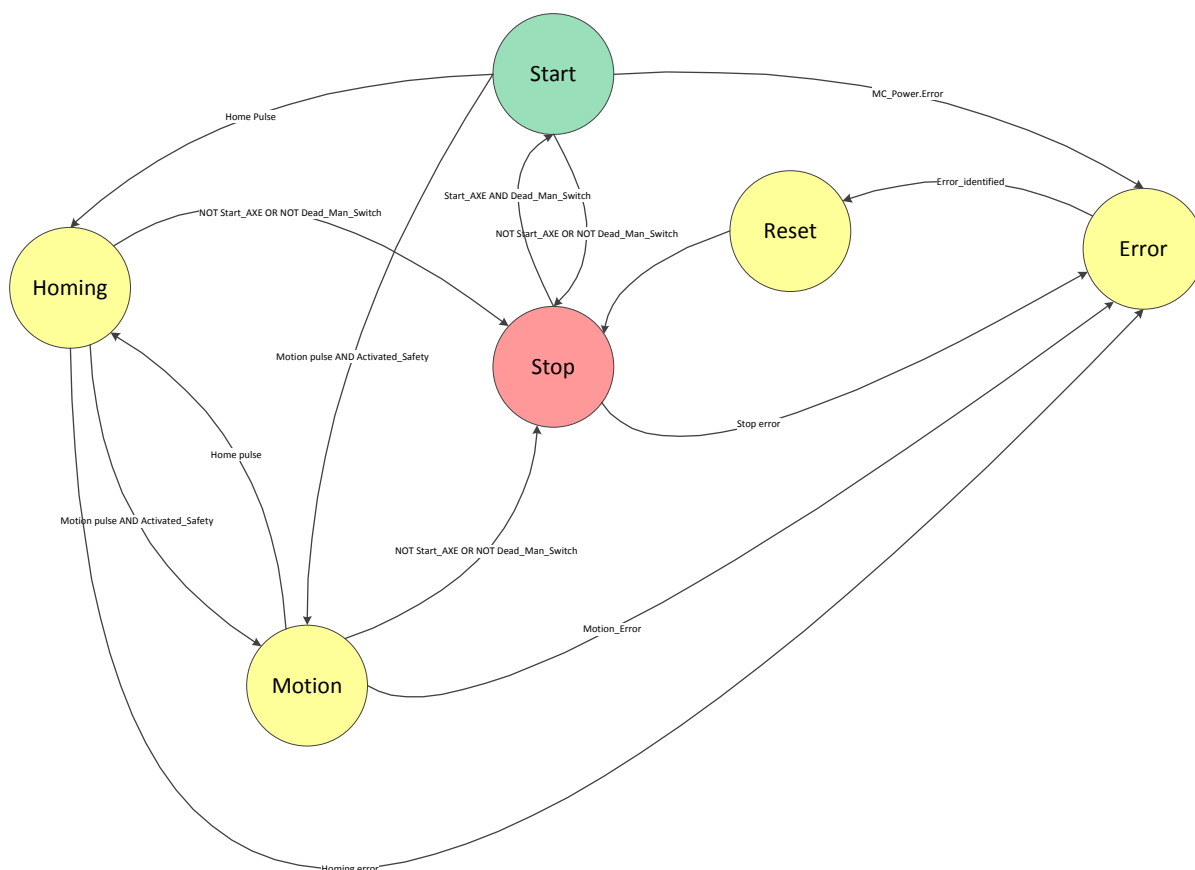 Start
MC_Power.Error
Home Pulse
Error_identified
Start_AXE AND Dead_Man_Switch
NOT Start_AXE OR NOT Dead_Man_Switch
NOT Start_AXE OR NOT Dead_Man_Switch
Reset
Error
Homing
Motion pulse AND Activated_Safety
Stop
Stop error
Home pulse
Motion pulse AND Activated_Safety
NOT Start_AXE OR NOT Dead_Man_Switch
Motion_Error
Motion
Homing error